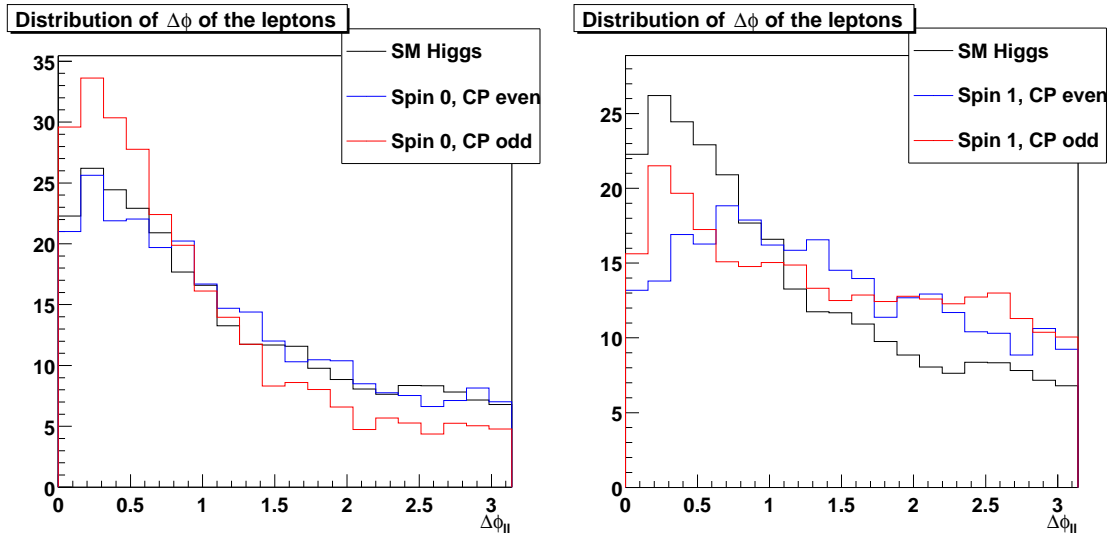 Distribution of Δϕ of the leptons
SM Higgs
Spin 0, CP even
Spin 0, CP odd
35
30
25
20
15
10
5
0
0 0.5 1 1.5 2 2.5 3
Δϕll
Distribution of Δϕ of the leptons
SM Higgs
Spin 1, CP even
Spin 1, CP odd
25
20
15
10
5
0
0 0.5 1 1.5 2 2.5 3
Δϕll